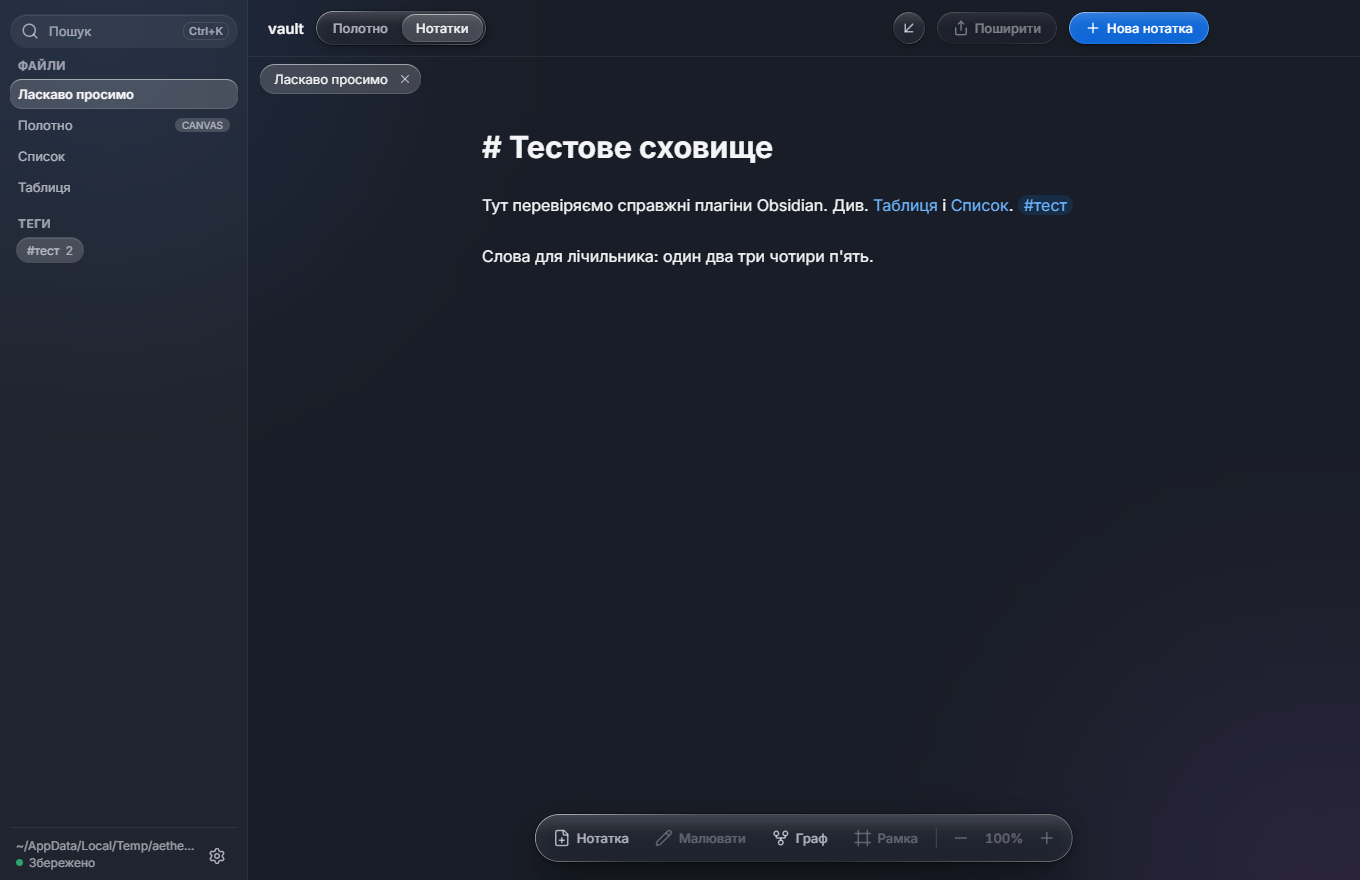 Пошук Ctrl+K
ФАЙЛИ
Ласкаво просимо
Полотно CANVAS
Список
Таблиця
ТЕГИ
#тест 2
~/AppData/Local/Temp/aethe...
Збережено
vault Полотно Нотатки Поширити Нова нотатка
Ласкаво просимо
# Тестове сховище
Тут перевіряємо справжні плагіни Obsidian. Див. Таблиця і Список. #тест
Слова для лічильника: один два три чотири п'ять.
Нотатка Малювати Граф Рамка 100%